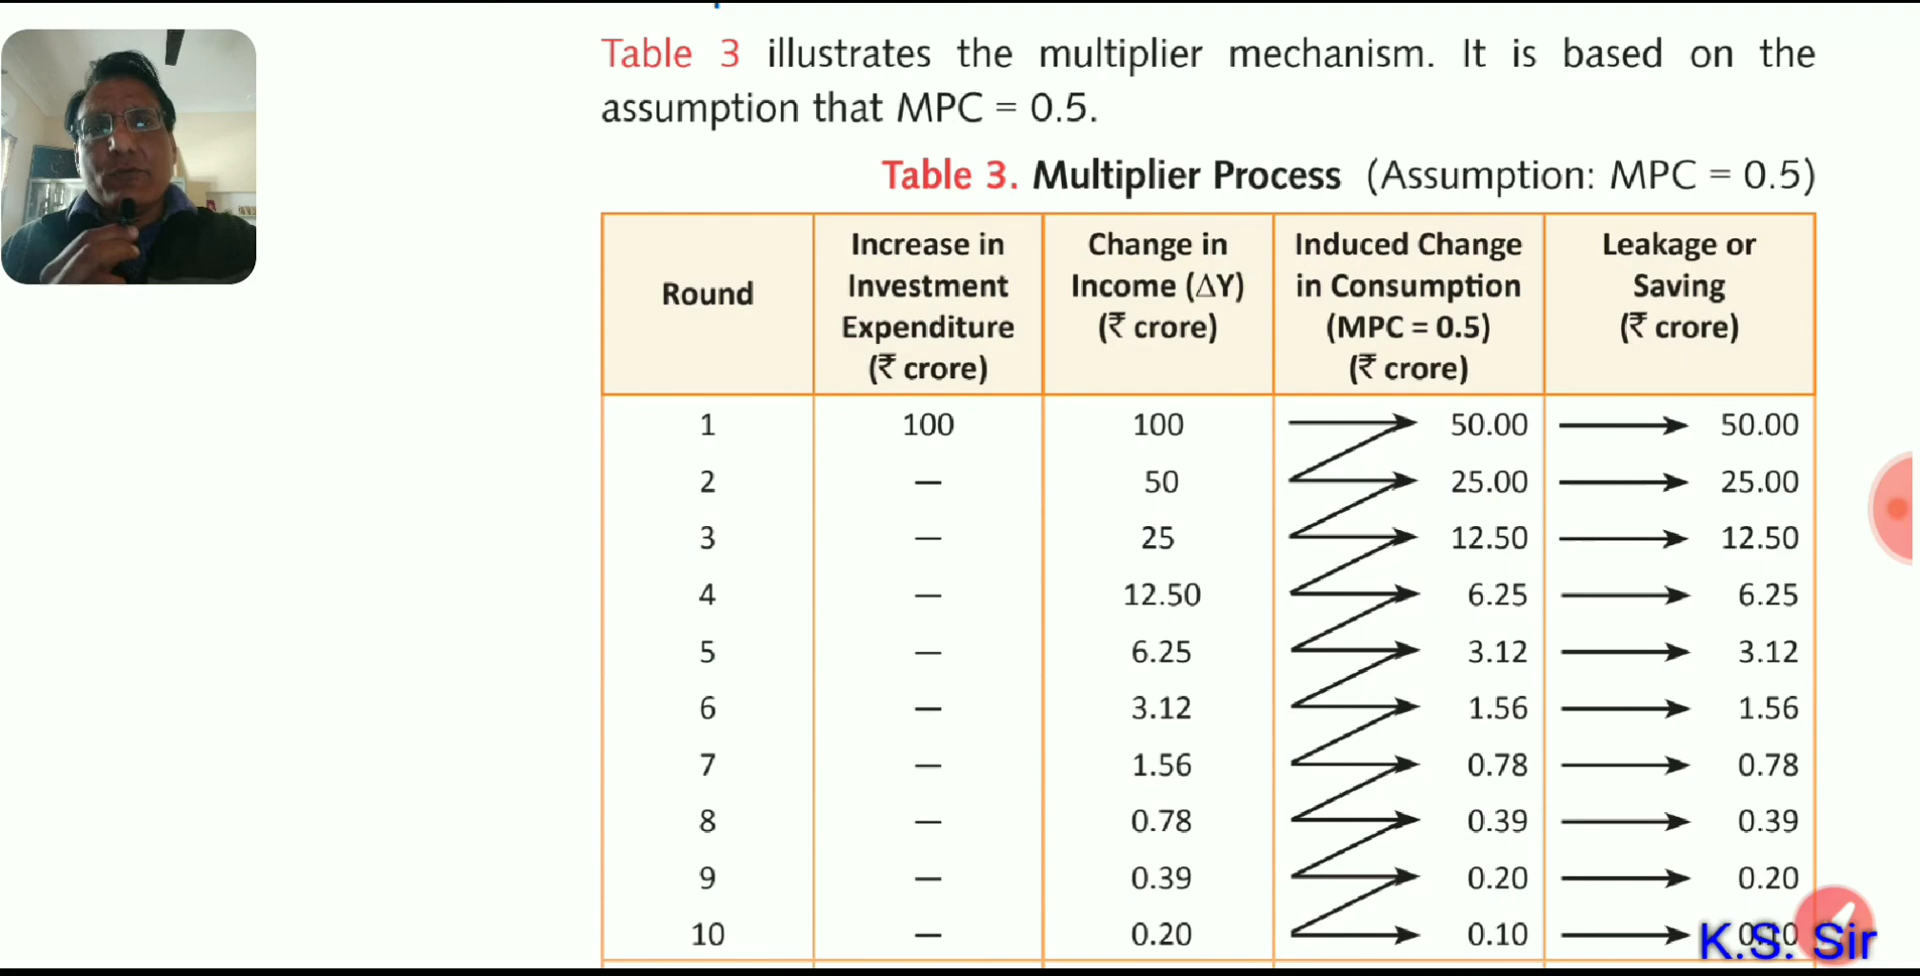 Table 3 illustrates the multiplier mechanism. It is based on the
assumption that MPC = 0.5.
Table 3. Multiplier Process (Assumption: MPC = 0.5)
Round
Increase in
Investment
Expenditure
(₹ crore)
Change in
Income (ΔY)
(₹ crore)
Induced Change
in Consumption
(MPC = 0.5)
(₹ crore)
Leakage or
Saving
(₹ crore)
1 100 100 50.00 50.00
2 — 50 25.00 25.00
3 — 25 12.50 12.50
4 — 12.50 6.25 6.25
5 — 6.25 3.12 3.12
6 — 3.12 1.56 1.56
7 — 1.56 0.78 0.78
8 — 0.78 0.39 0.39
9 — 0.39 0.20 0.20
10 — 0.20 0.10
K.S. Sir